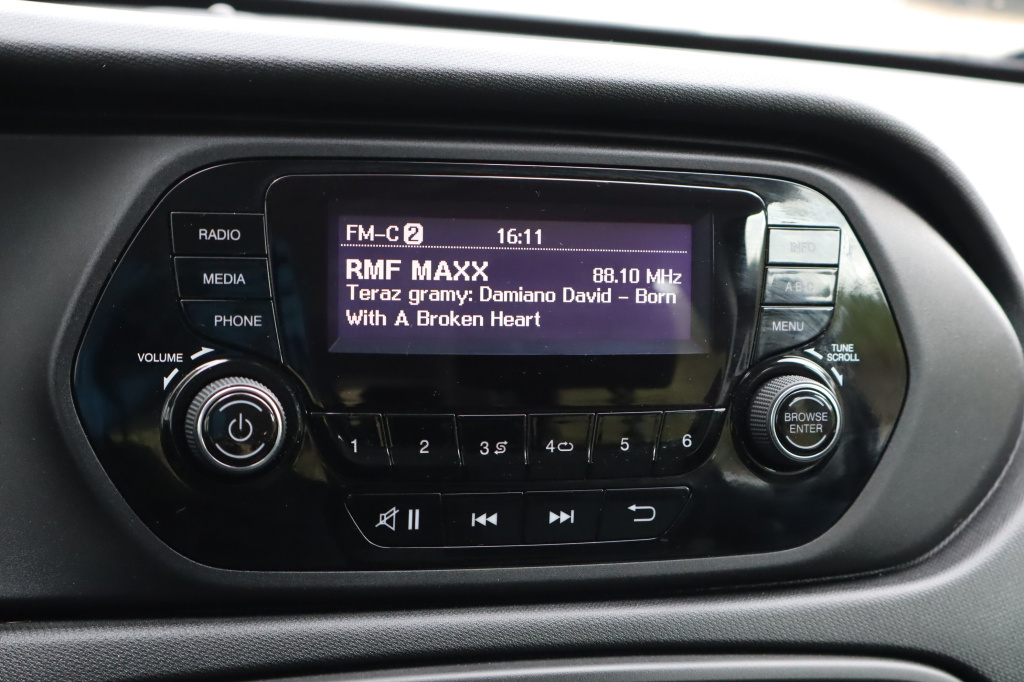 RADIO
MEDIA
PHONE
VOLUME
FM-C 2 16:11
RMF MAXX 88.10 MHz
Teraz gramy: Damiano David - Born
With A Broken Heart
INFO
A-B-C
MENU
TUNE
SCROLL
BROWSE
ENTER
1 2 3 4 5 6